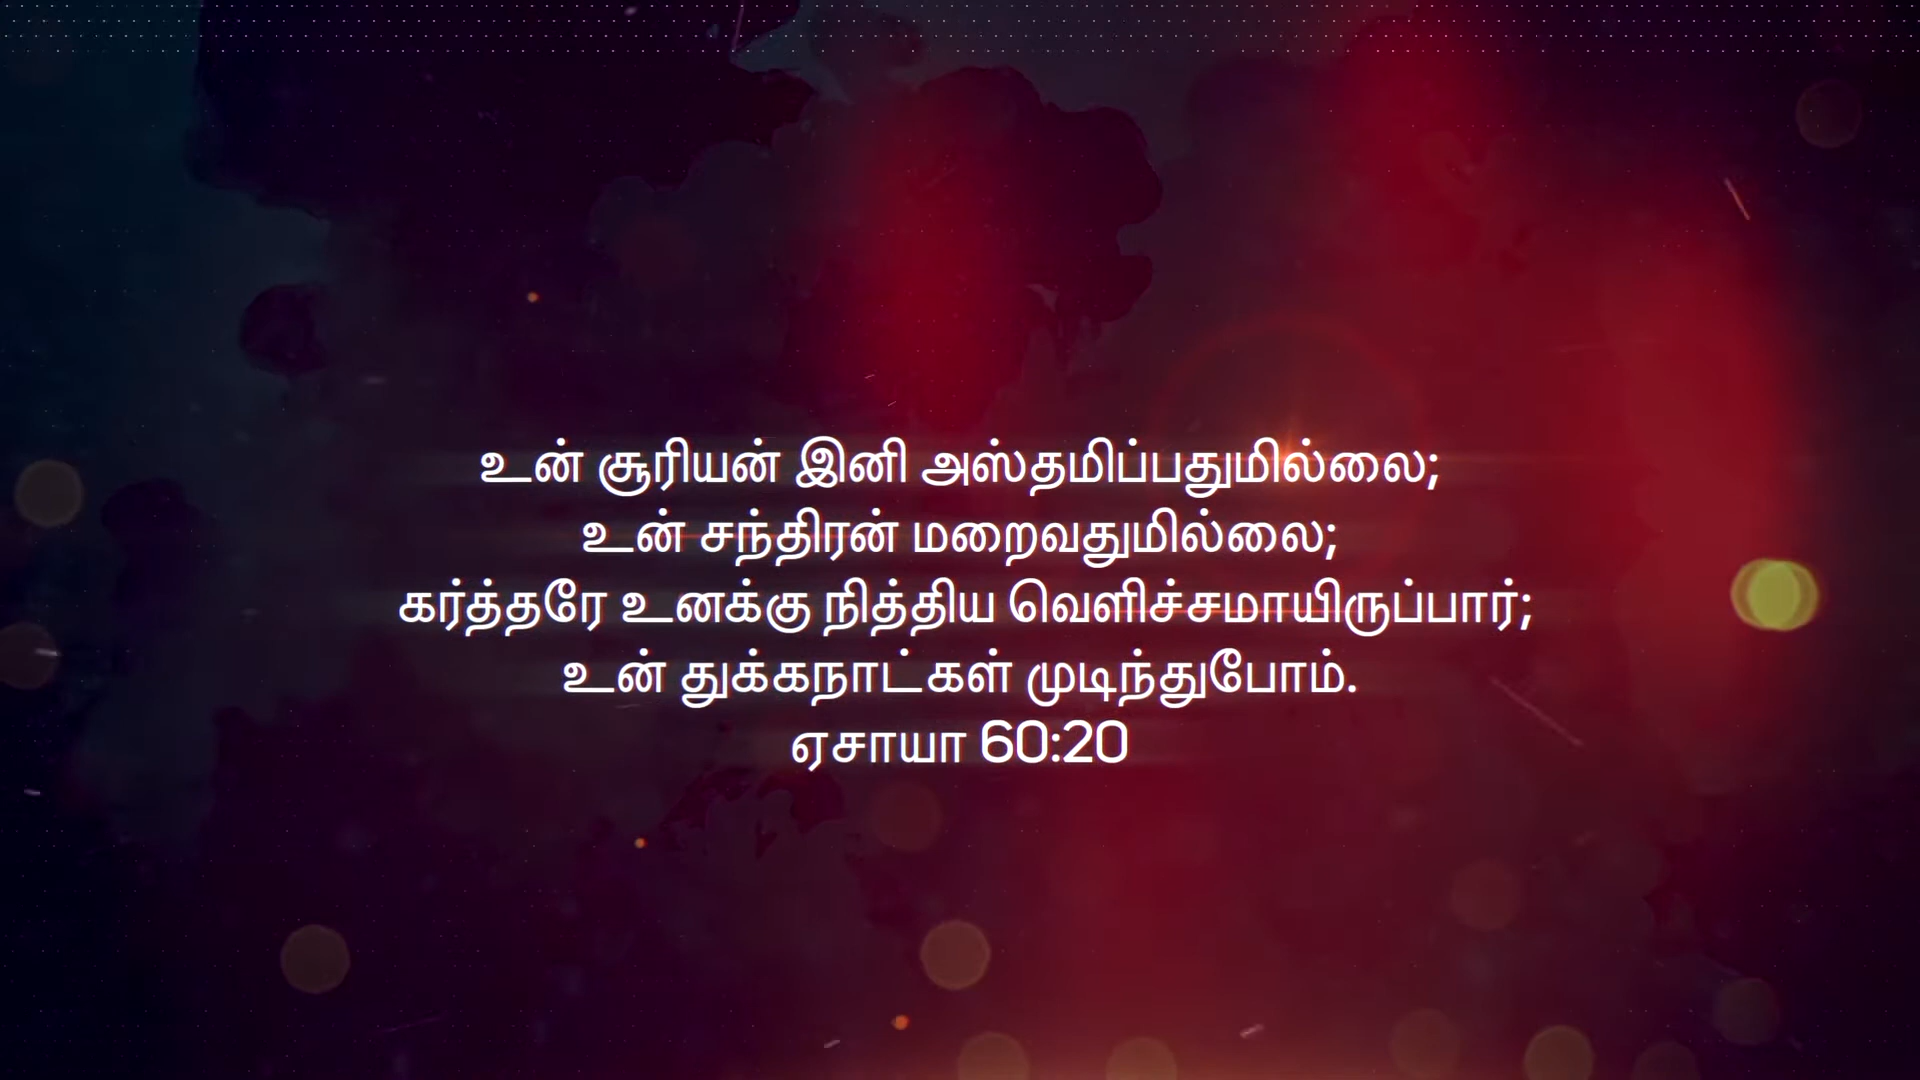 உன் சூரியன் இனி அஸ்தமிப்பதுமில்லை;
உன் சந்திரன் மறைவதுமில்லை;
கர்த்தரே உனக்கு நித்திய வெளிச்சமாயிருப்பார்;
உன் துக்கநாட்கள் முடிந்துபோம்.
ஏசாயா 60:20